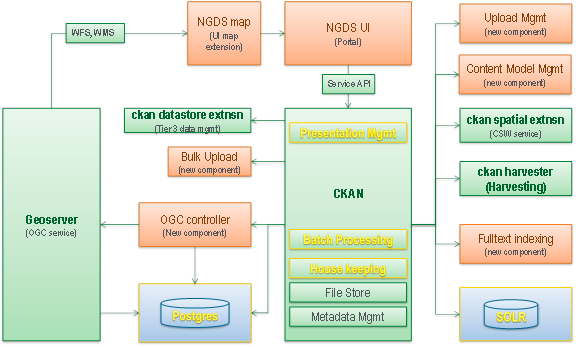 WFS,WMS
NGDS map
(UI map
extension)
NGDS UI
(Portal)
Upload Mgmt
(new component)
Content Model Mgmt
(new component)
Service API
ckan datastore extnsn
(Tier3 data mgmt)
Presentation Mgmt
ckan spatial extnsn
(CSW service)
Bulk Upload
(new component)
CKAN
ckan harvester
(Harvesting)
Geoserver
(OGC service)
OGC controller
(New component)
Batch Processing
Fulltext indexing
(new component)
House keeping
File Store
Postgres
Metadata Mgmt
SOLR